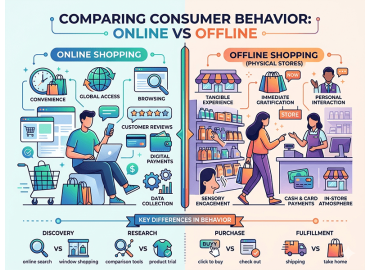 COMPARING CONSUMER BEHAVIOR:
ONLINE VS OFFLINE
ONLINE SHOPPING
CONVENIENCE
GLOBAL ACCESS
BROWSING
CUSTOMER REVIEWS
DIGITAL
PAYMENTS
DATA
COLLECTION
OFFLINE SHOPPING
(PHYSICAL STORES)
TANGIBLE
EXPERIENCE
NOW
IMMEDIATE
GRATIFICATION
PERSONAL
INTERACTION
STORE
SENSORY
ENGAGEMENT
CASH & CARD
PAYMENTS
IN-STORE
ATMOSPHERE
KEY DIFFERENCES IN BEHAVIOR
DISCOVERY
VS
online search
window shopping
RESEARCH
VS
comparison tools
product trial
PURCHASE
BUY
VS
click to buy
check out
FULFILLMENT
VS
shipping
take home